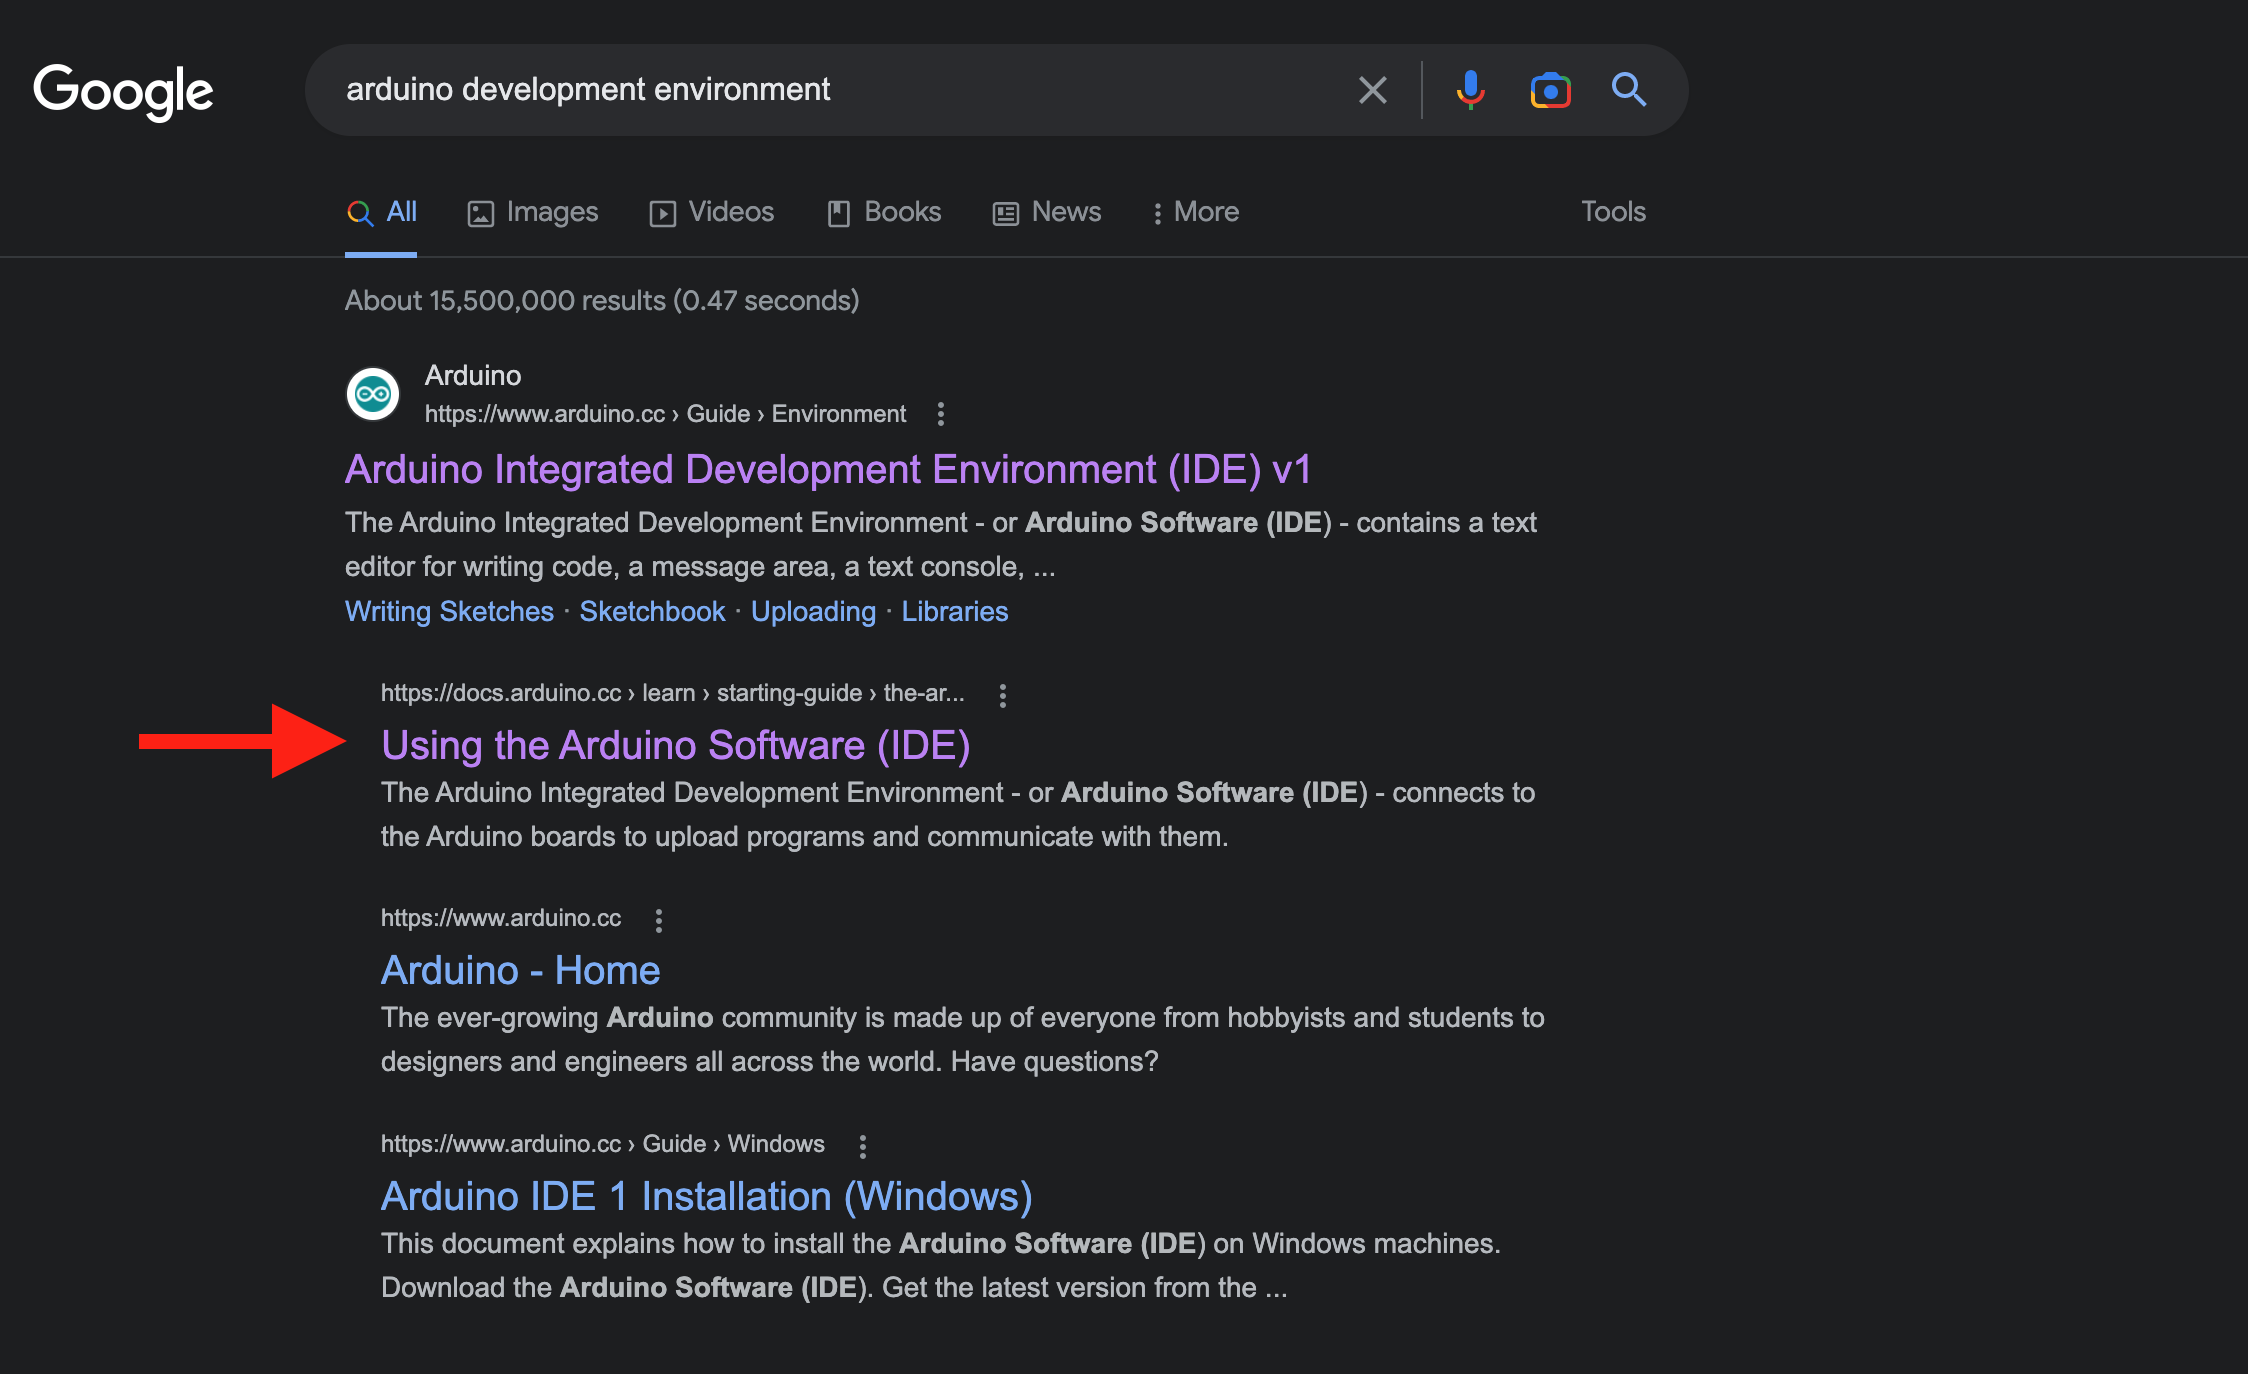 Google
arduino development environment
All Images Videos Books News More Tools
About 15,500,000 results (0.47 seconds)
Arduino
https://www.arduino.cc › Guide › Environment
Arduino Integrated Development Environment (IDE) v1
The Arduino Integrated Development Environment - or Arduino Software (IDE) - contains a text
editor for writing code, a message area, a text console, ...
Writing Sketches · Sketchbook · Uploading · Libraries
https://docs.arduino.cc › learn › starting-guide › the-ar...
Using the Arduino Software (IDE)
The Arduino Integrated Development Environment - or Arduino Software (IDE) - connects to
the Arduino boards to upload programs and communicate with them.
https://www.arduino.cc
Arduino - Home
The ever-growing Arduino community is made up of everyone from hobbyists and students to
designers and engineers all across the world. Have questions?
https://www.arduino.cc › Guide › Windows
Arduino IDE 1 Installation (Windows)
This document explains how to install the Arduino Software (IDE) on Windows machines.
Download the Arduino Software (IDE). Get the latest version from the ...